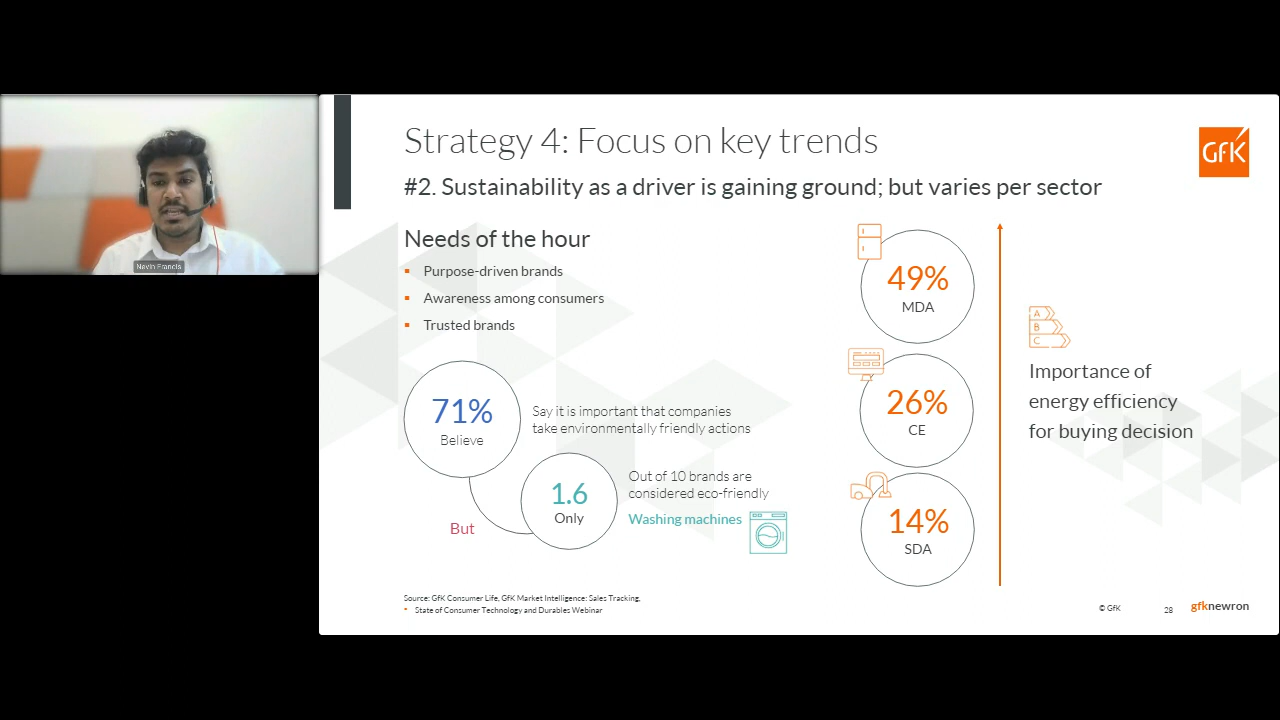 Nevin Francis
Strategy 4: Focus on key trends
GfK
#2. Sustainability as a driver is gaining ground; but varies per sector
Needs of the hour
Purpose-driven brands
Awareness among consumers
Trusted brands
71%
Believe
Say it is important that companies
take environmentally friendly actions
But
1.6
Only
Out of 10 brands are
considered eco-friendly
Washing machines
49%
MDA
26%
CE
14%
SDA
A
B
C
Importance of
energy efficiency
for buying decision
Source: GfK Consumer Life, GfK Market Intelligence: Sales Tracking,
State of Consumer Technology and Durables Webinar
© GfK
28
gfknewron